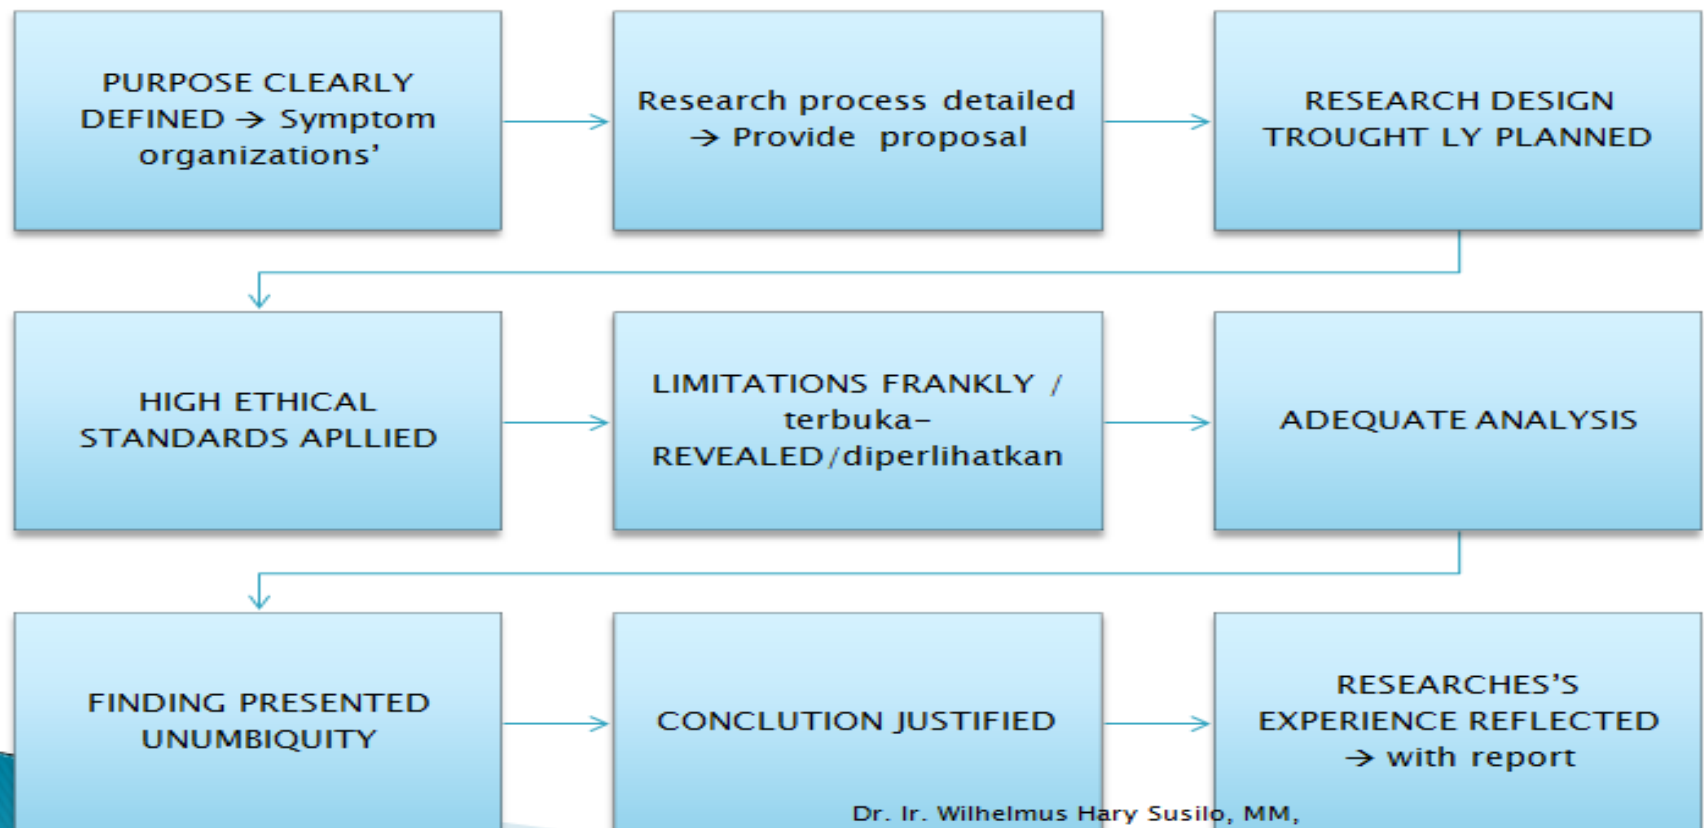 PURPOSE CLEARLY
DEFINED → Symptom
organizations’
Research process detailed
→ Provide proposal
RESEARCH DESIGN
TROUGHT LY PLANNED
HIGH ETHICAL
STANDARDS APLLIED
LIMITATIONS FRANKLY /
terbuka-
REVEALED/diperlihatkan
ADEQUATE ANALYSIS
FINDING PRESENTED
UNUMBIQUITY
CONCLUTION JUSTIFIED
RESEARCHES’S
EXPERIENCE REFLECTED
→ with report
Dr. Ir. Wilhelmus Hary Susilo, MM,